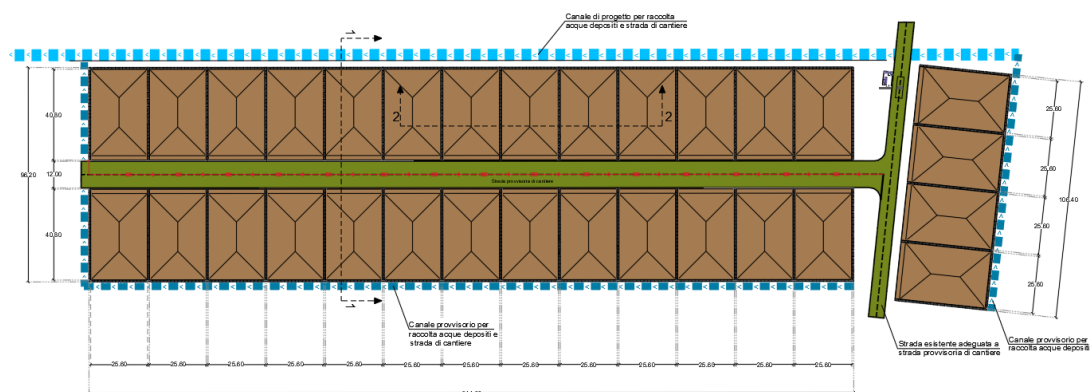 Canale di progetto per raccolta
acque depositi e strada di cantiere
2
2
40.80
12.00
96.20
40.80
Strada provvisoria di cantiere
25.60
25.60
25.60
25.60
106.40
Canale provvisorio per
raccolta acque depositi e
strada di cantiere
Strada esistente adeguata a
strada provvisoria di cantiere
Canale provvisorio per
raccolta acque depositi
25.60
25.60
25.60
25.60
25.60
25.60
25.60
25.60
25.60
25.60
25.60
25.60
25.60